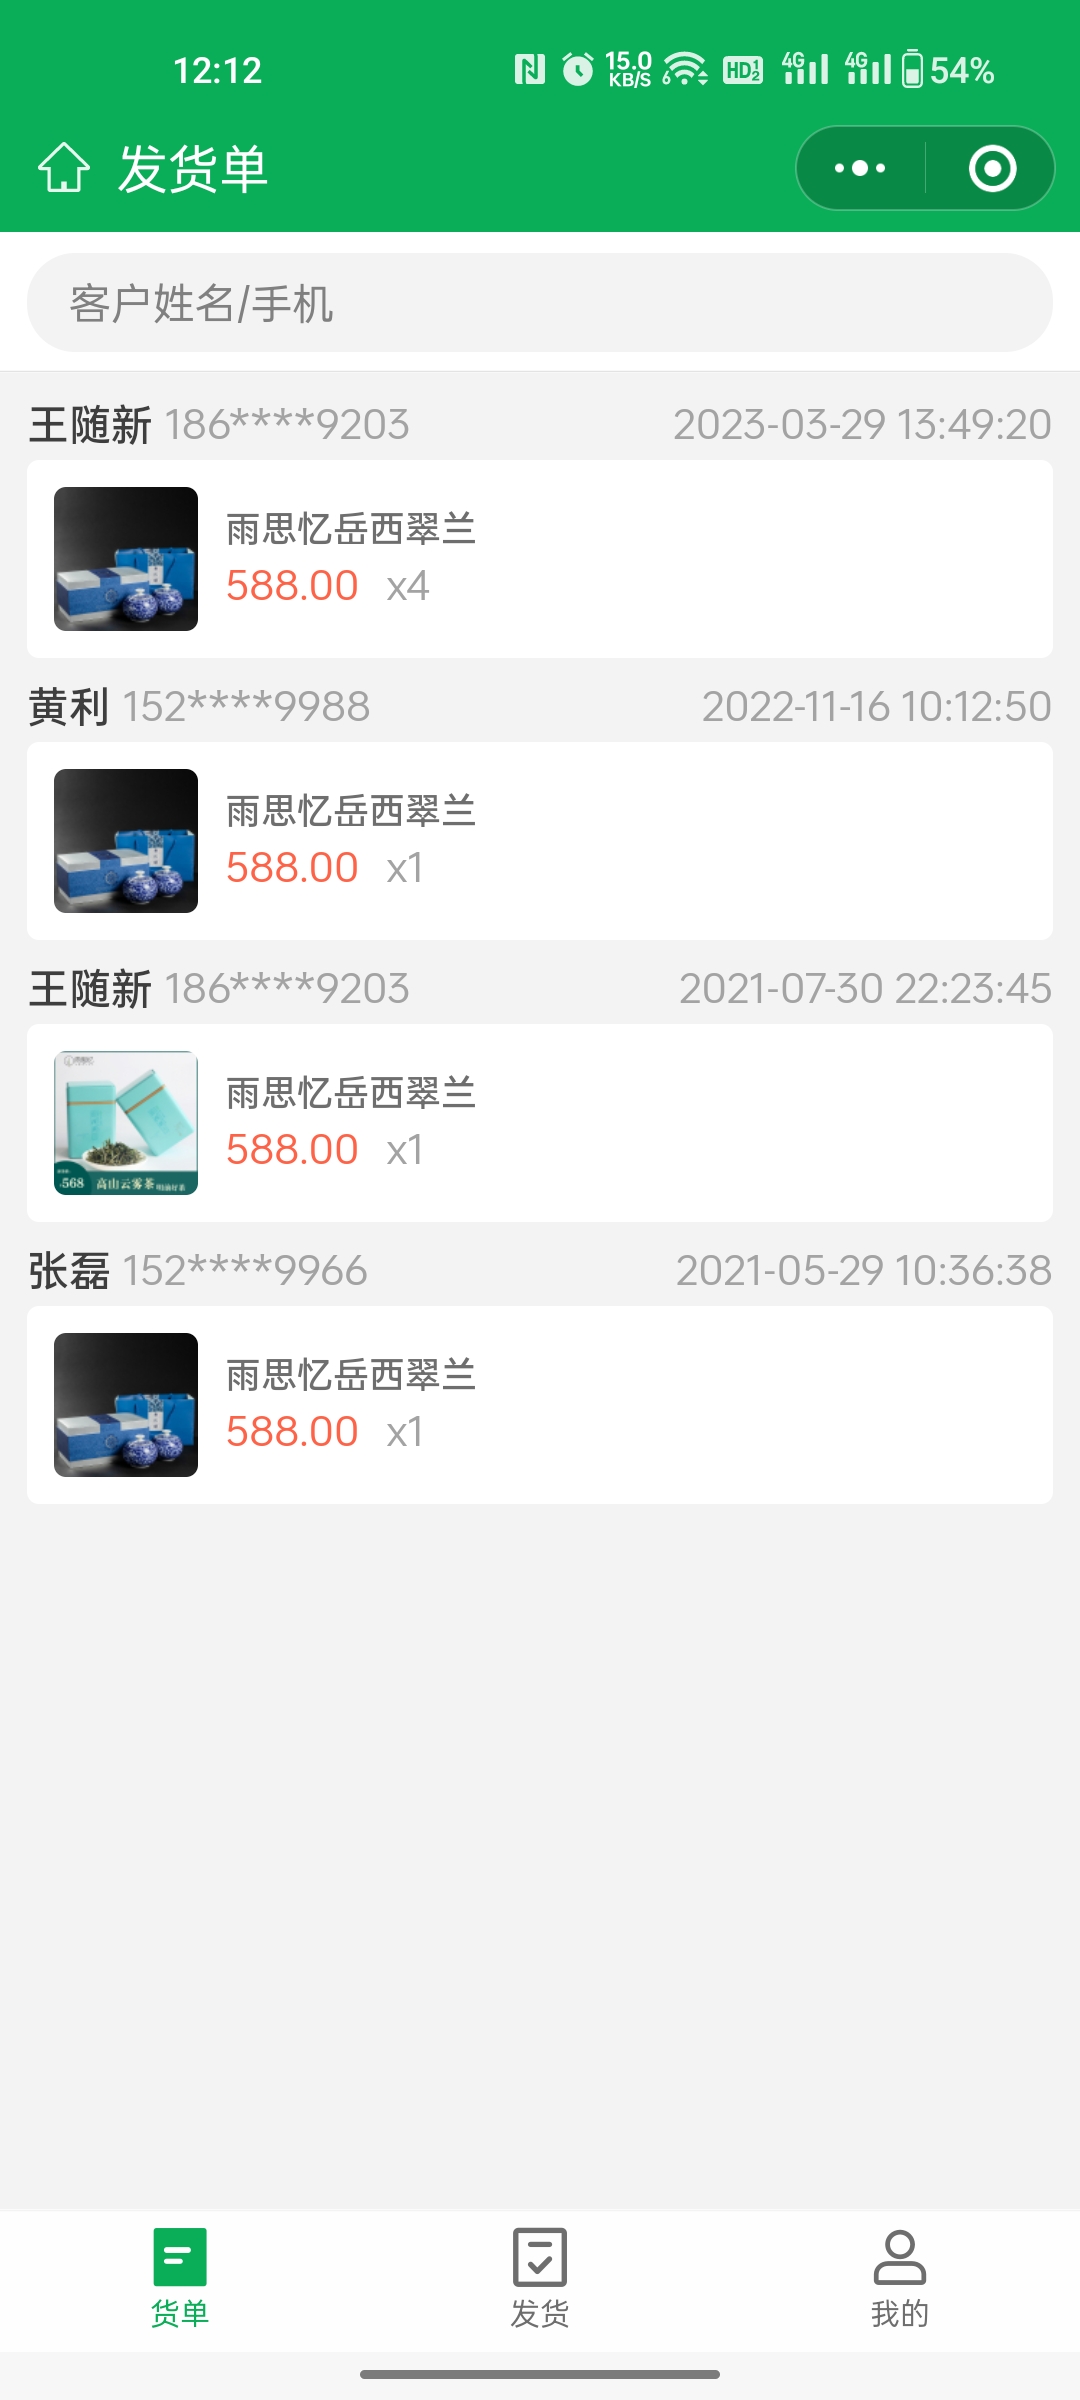 12:12
15.0 KB/S 6 HD 1 2 4G 4G 54%
发货单
客户姓名/手机
王随新 186****9203 2023-03-29 13:49:20
雨思忆岳西翠兰
588.00 x4
黄利 152****9988 2022-11-16 10:12:50
雨思忆岳西翠兰
588.00 x1
王随新 186****9203 2021-07-30 22:23:45
雨思忆岳西翠兰
588.00 x1
568 高山云雾茶
张磊 152****9966 2021-05-29 10:36:38
雨思忆岳西翠兰
588.00 x1
货单 发货 我的